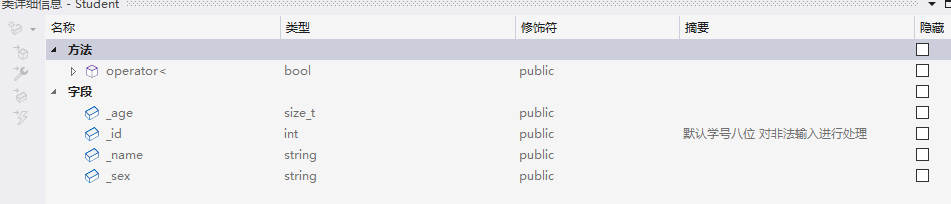 类详细信息 - Student
名称 类型 修饰符 摘要 隐藏
方法
operator< bool public
字段
_age size_t public
_id int public 默认学号八位 对非法输入进行处理
_name string public
_sex string public